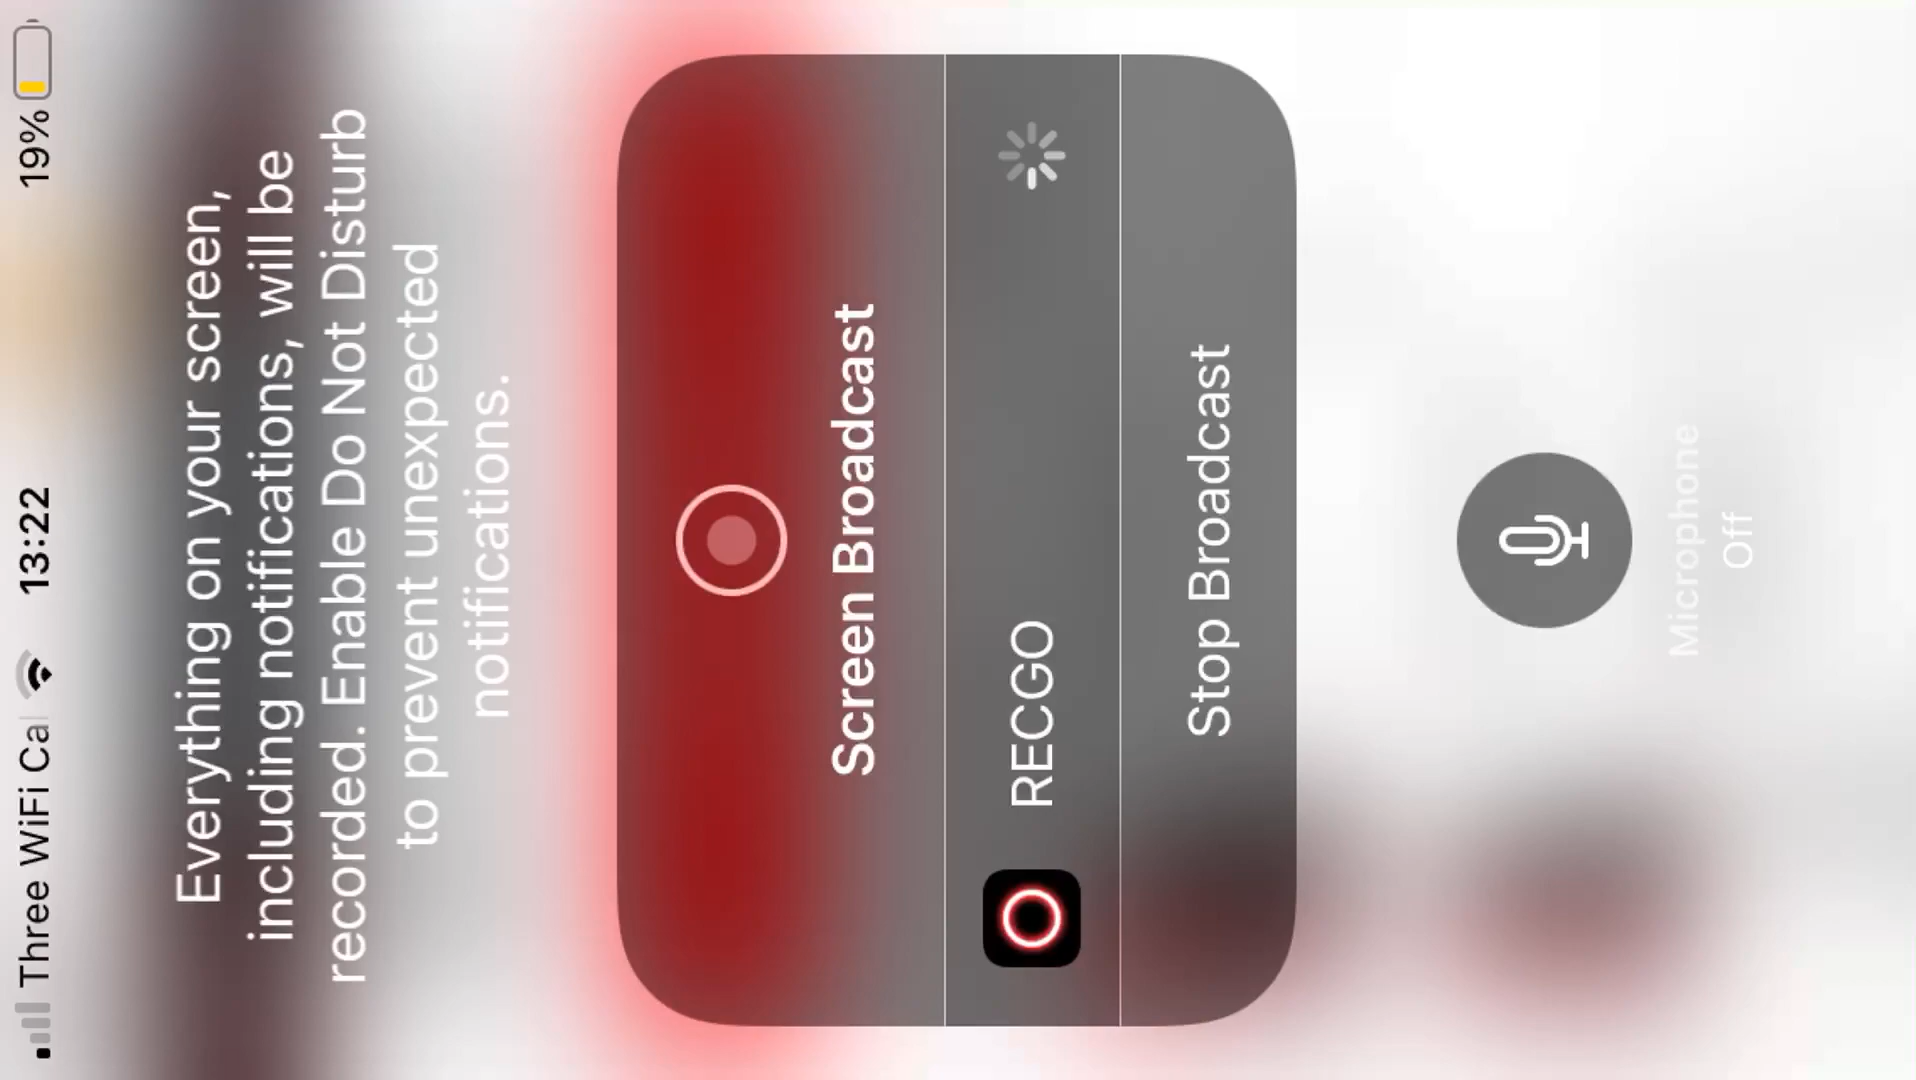 Three WiFi Cal 13:22 19%
Everything on your screen,
including notifications, will be
recorded. Enable Do Not Disturb
to prevent unexpected
notifications.
Screen Broadcast
RECGO
Stop Broadcast
Microphone
Off